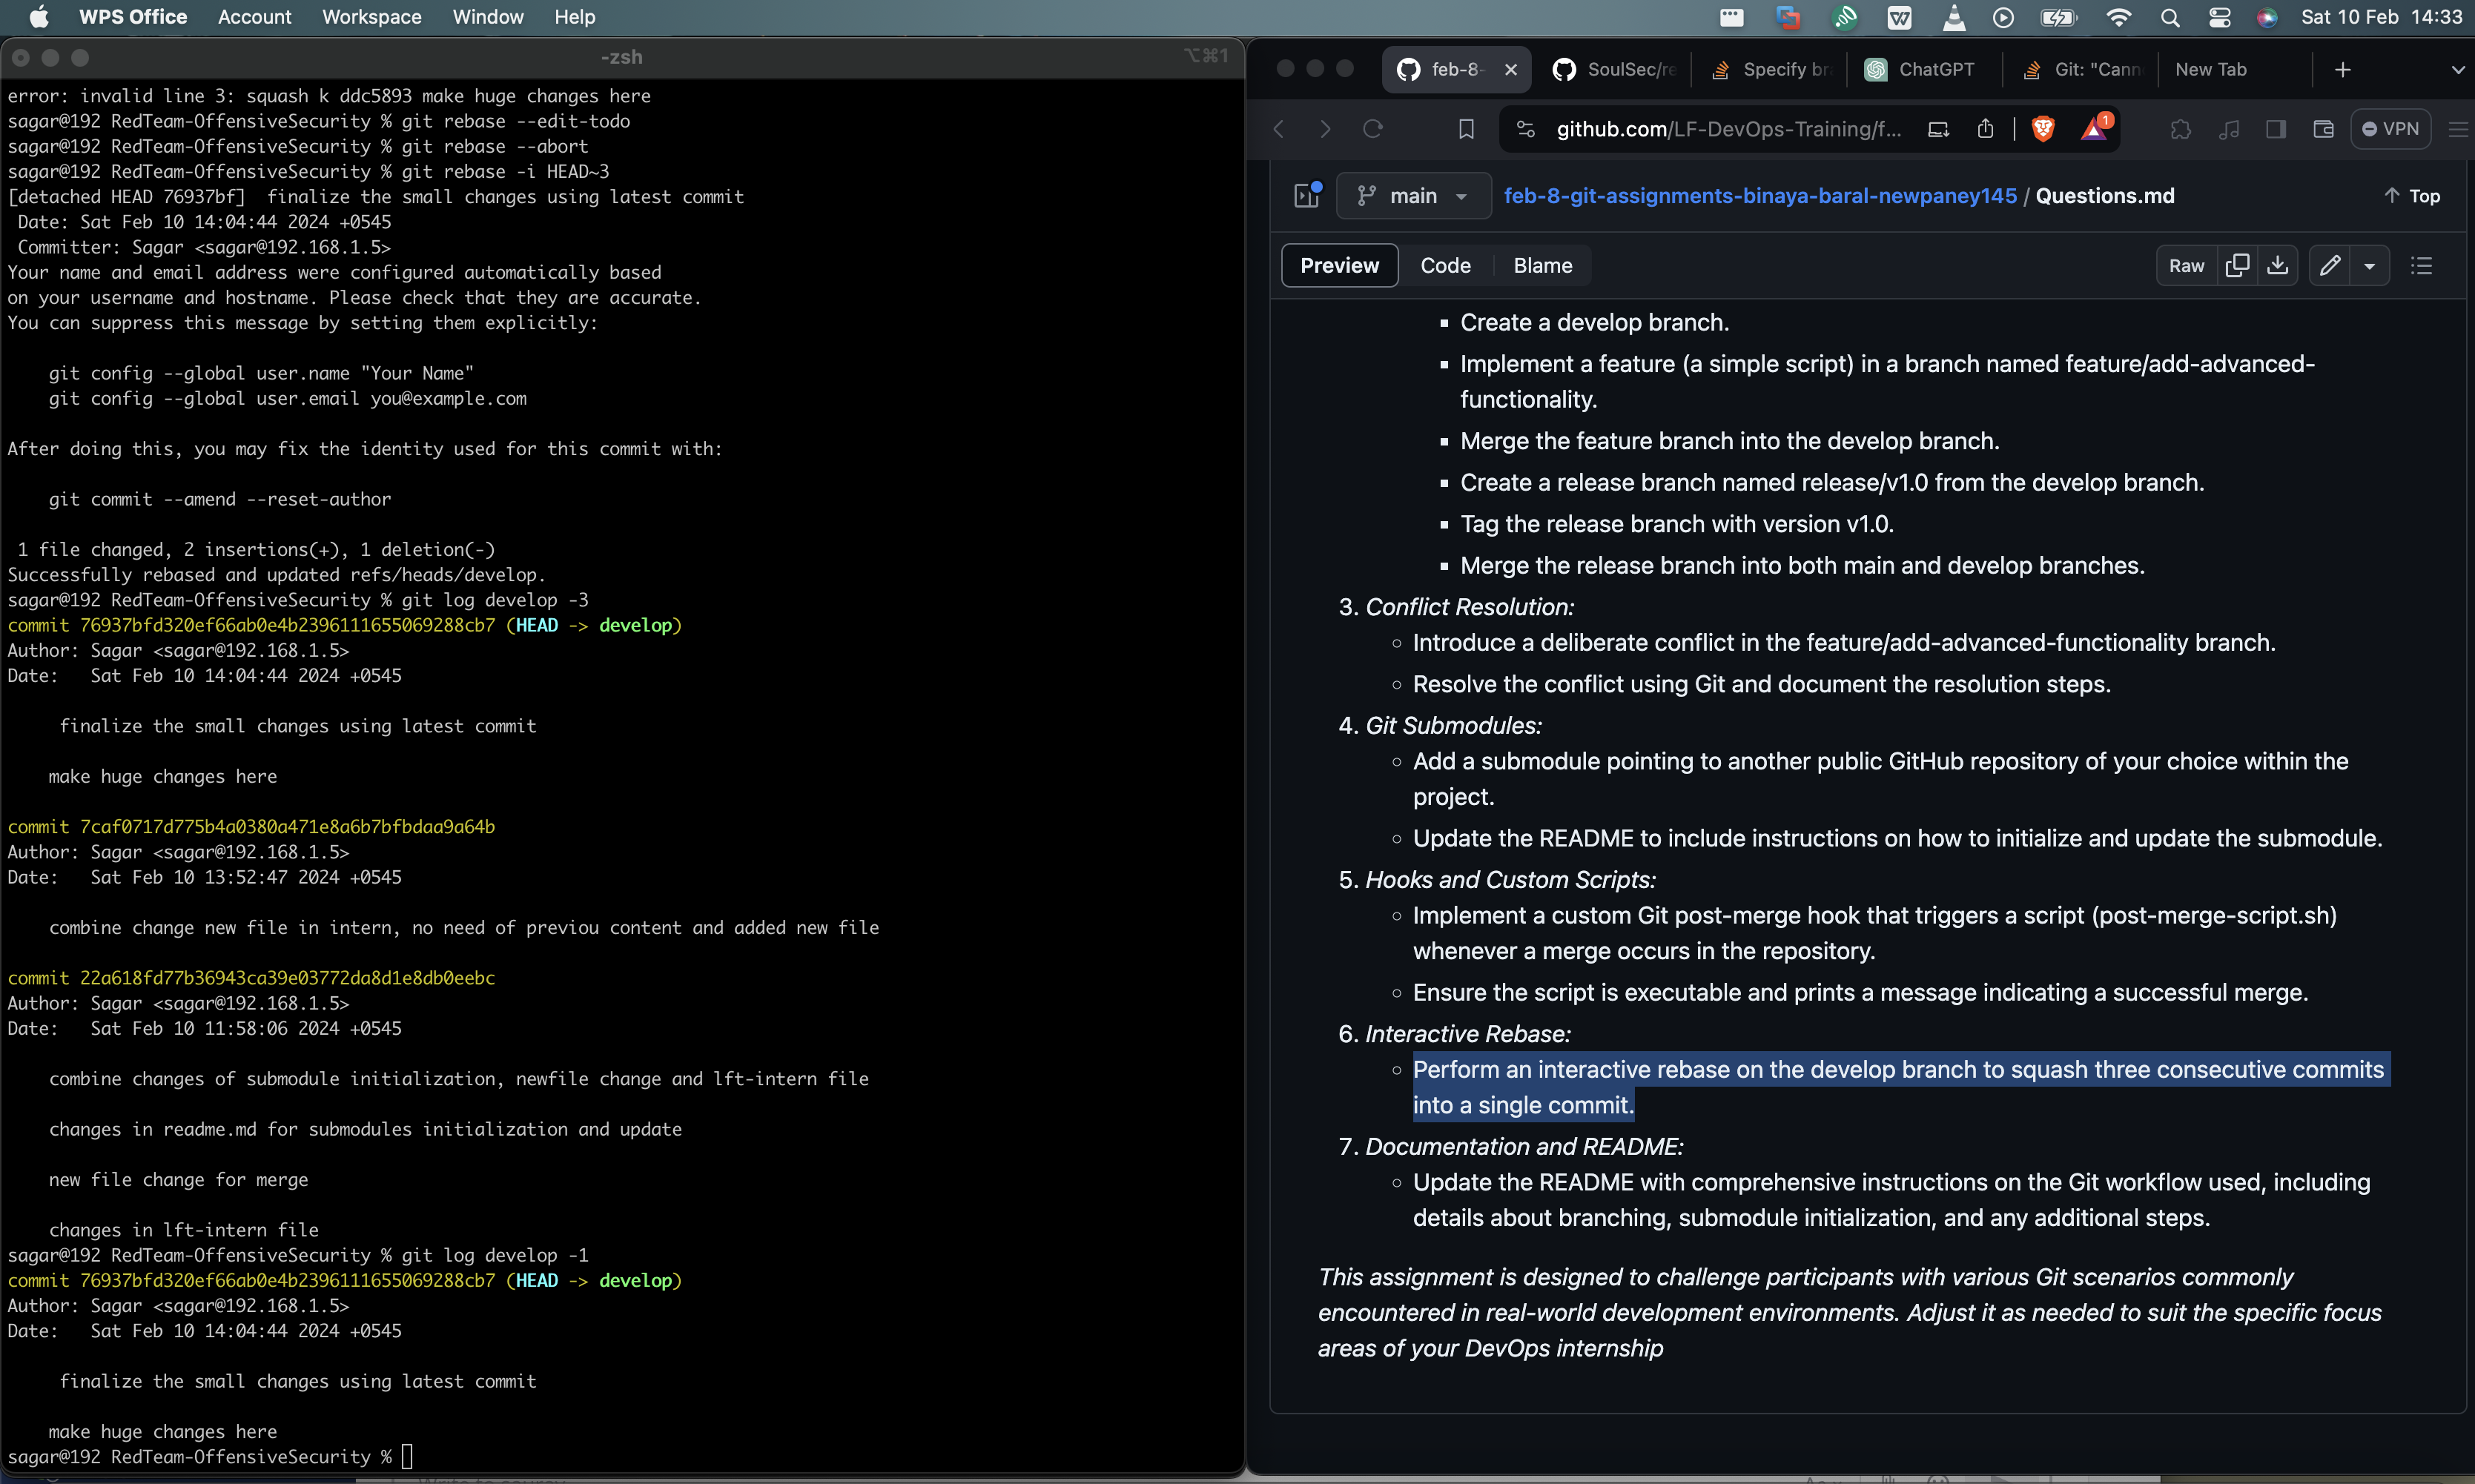 WPS Office Account Workspace Window Help Sat 10 Feb 14:33
-zsh ⌥⌘1
error: invalid line 3: squash k ddc5893 make huge changes here
sagar@192 RedTeam-OffensiveSecurity % git rebase --edit-todo
sagar@192 RedTeam-OffensiveSecurity % git rebase --abort
sagar@192 RedTeam-OffensiveSecurity % git rebase -i HEAD~3
[detached HEAD 76937bf]  finalize the small changes using latest commit
 Date: Sat Feb 10 14:04:44 2024 +0545
 Committer: Sagar <sagar@192.168.1.5>
Your name and email address were configured automatically based
on your username and hostname. Please check that they are accurate.
You can suppress this message by setting them explicitly:
    git config --global user.name "Your Name"
    git config --global user.email you@example.com
After doing this, you may fix the identity used for this commit with:
    git commit --amend --reset-author
 1 file changed, 2 insertions(+), 1 deletion(-)
Successfully rebased and updated refs/heads/develop.
sagar@192 RedTeam-OffensiveSecurity % git log develop -3
commit 76937bfd320ef66ab0e4b2396111655069288cb7 (HEAD -> develop)
Author: Sagar <sagar@192.168.1.5>
Date:   Sat Feb 10 14:04:44 2024 +0545
     finalize the small changes using latest commit
    make huge changes here
commit 7caf0717d775b4a0380a471e8a6b7bfbdaa9a64b
Author: Sagar <sagar@192.168.1.5>
Date:   Sat Feb 10 13:52:47 2024 +0545
    combine change new file in intern, no need of previou content and added new file
commit 22a618fd77b36943ca39e03772da8d1e8db0eebc
Author: Sagar <sagar@192.168.1.5>
Date:   Sat Feb 10 11:58:06 2024 +0545
    combine changes of submodule initialization, newfile change and lft-intern file
    changes in readme.md for submodules initialization and update
    new file change for merge
    changes in lft-intern file
sagar@192 RedTeam-OffensiveSecurity % git log develop -1
commit 76937bfd320ef66ab0e4b2396111655069288cb7 (HEAD -> develop)
Author: Sagar <sagar@192.168.1.5>
Date:   Sat Feb 10 14:04:44 2024 +0545
     finalize the small changes using latest commit
    make huge changes here
sagar@192 RedTeam-OffensiveSecurity %
feb-8- SoulSec/re Specify bra ChatGPT Git: "Cann New Tab
github.com/LF-DevOps-Training/f... 1 VPN
main feb-8-git-assignments-binaya-baral-newpaney145 / Questions.md Top
Preview Code Blame Raw
Create a develop branch.
Implement a feature (a simple script) in a branch named feature/add-advanced-
functionality.
Merge the feature branch into the develop branch.
Create a release branch named release/v1.0 from the develop branch.
Tag the release branch with version v1.0.
Merge the release branch into both main and develop branches.
3. Conflict Resolution:
Introduce a deliberate conflict in the feature/add-advanced-functionality branch.
Resolve the conflict using Git and document the resolution steps.
4. Git Submodules:
Add a submodule pointing to another public GitHub repository of your choice within the
project.
Update the README to include instructions on how to initialize and update the submodule.
5. Hooks and Custom Scripts:
Implement a custom Git post-merge hook that triggers a script (post-merge-script.sh)
whenever a merge occurs in the repository.
Ensure the script is executable and prints a message indicating a successful merge.
6. Interactive Rebase:
Perform an interactive rebase on the develop branch to squash three consecutive commits
into a single commit.
7. Documentation and README:
Update the README with comprehensive instructions on the Git workflow used, including
details about branching, submodule initialization, and any additional steps.
This assignment is designed to challenge participants with various Git scenarios commonly
encountered in real-world development environments. Adjust it as needed to suit the specific focus
areas of your DevOps internship